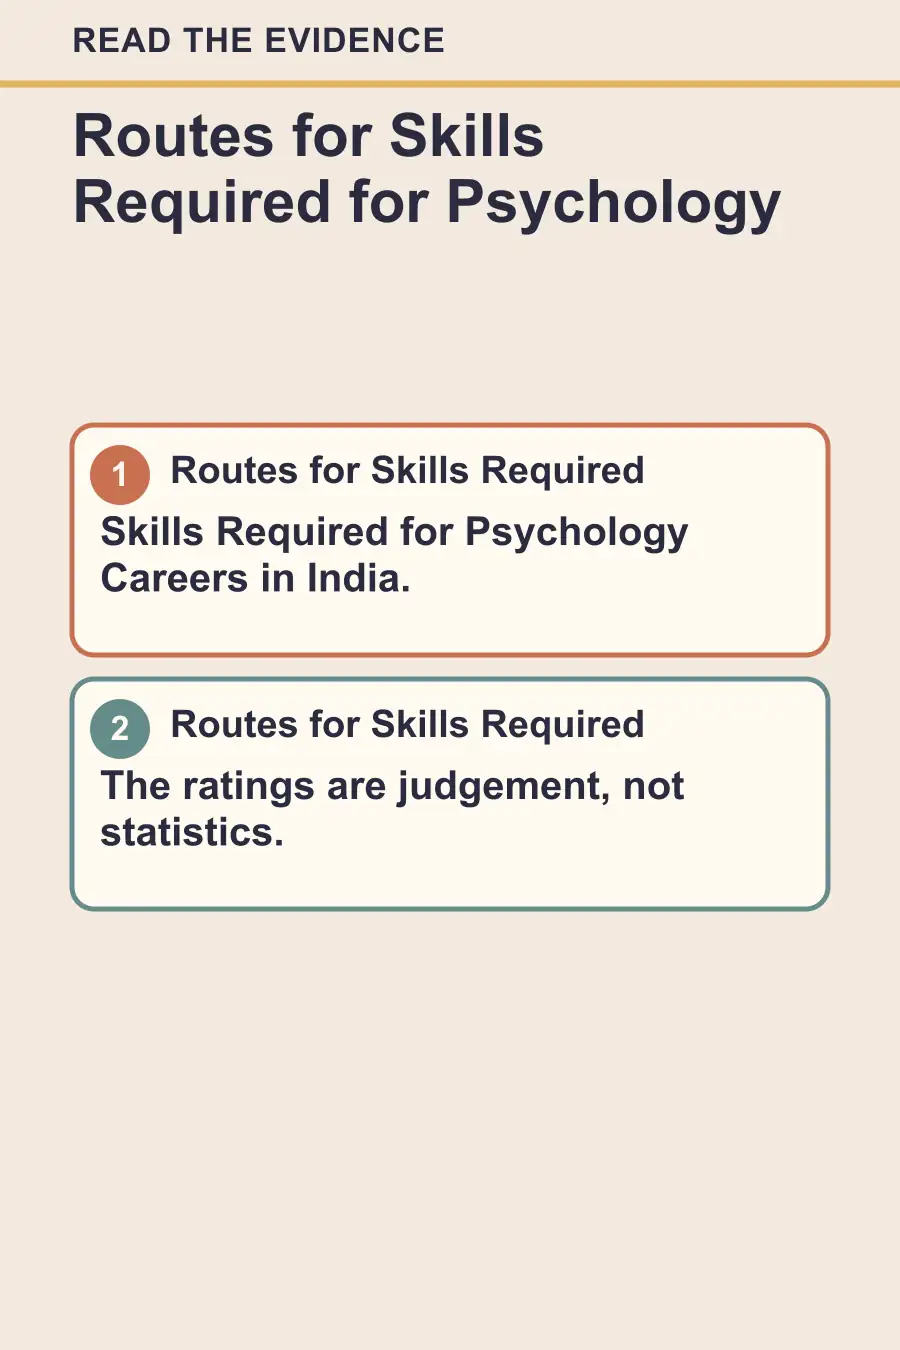 READ THE EVIDENCE
Routes for Skills
Required for Psychology
1 Routes for Skills Required
Skills Required for Psychology
Careers in India.
2 Routes for Skills Required
The ratings are judgement, not
statistics.